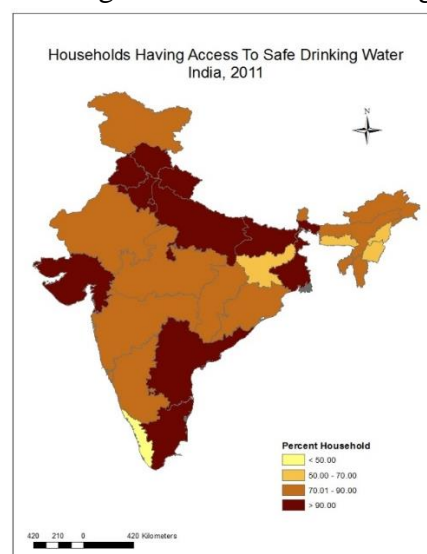 Households Having Access To Safe Drinking Water
India, 2011
N
Percent Household
< 50.00
50.00 - 70.00
70.01 - 90.00
> 90.00
420 210 0 420 Kilometers